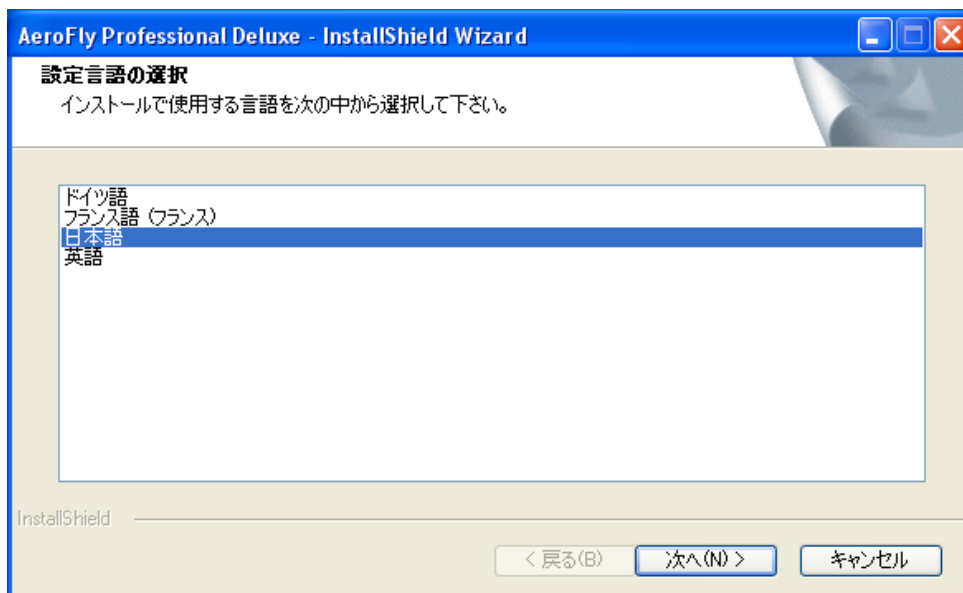 AeroFly Professional Deluxe - InstallShield Wizard
設定言語の選択
インストールで使用する言語を次の中から選択して下さい。
ドイツ語
フランス語 (フランス)
日本語
英語
InstallShield
< 戻る(B)
次へ(N) >
キャンセル